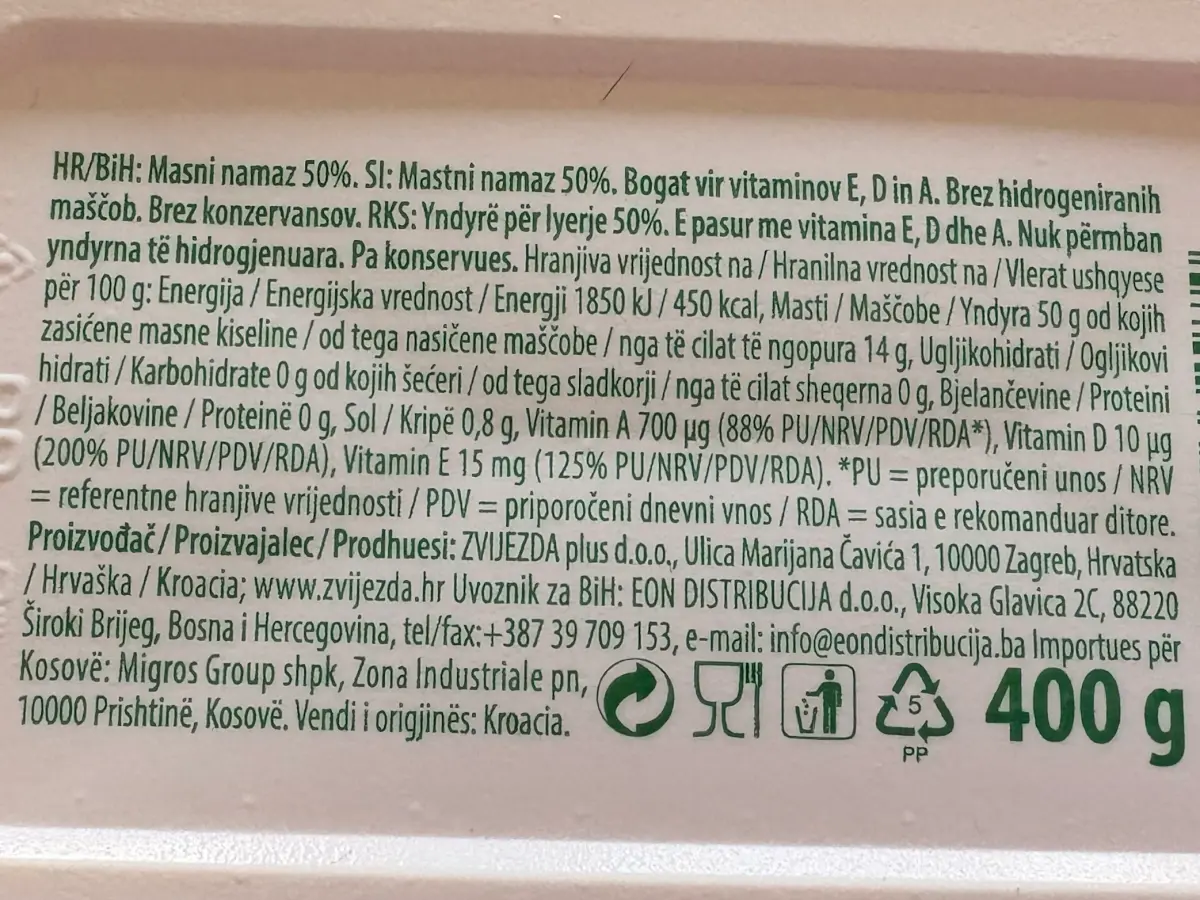 HR/BiH: Masni namaz 50%. SI: Mastni namaz 50%. Bogat vir vitaminov E, D in A. Brez hidrogeniranih
maščob. Brez konzervansov. RKS: Yndyrë për lyerje 50%. E pasur me vitamina E, D dhe A. Nuk përmban
yndyrna të hidrogjenuara. Pa konservues. Hranjiva vrijednost na / Hranilna vrednost na / Vlerat ushqyese
për 100 g: Energija / Energijska vrednost / Energji 1850 kJ / 450 kcal, Masti / Maščobe / Yndyra 50 g od kojih
zasićene masne kiseline / od tega nasičene maščobe / nga të cilat të ngopura 14 g, Ugljikohidrati / Ogljikovi
hidrati / Karbohidrate 0 g od kojih šećeri / od tega sladkorji / nga të cilat sheqerna 0 g, Bjelančevine / Proteini
/ Beljakovine / Proteinë 0 g, Sol / Kripë 0,8 g, Vitamin A 700 µg (88% PU/NRV/PDV/RDA*), Vitamin D 10 µg
(200% PU/NRV/PDV/RDA), Vitamin E 15 mg (125% PU/NRV/PDV/RDA). *PU = preporučeni unos / NRV
= referentne hranjive vrijednosti / PDV = priporočeni dnevni vnos / RDA = sasia e rekomanduar ditore.
Proizvođač / Proizvajalec / Prodhuesi: ZVIJEZDA plus d.o.o., Ulica Marijana Čavića 1, 10000 Zagreb, Hrvatska
/ Hrvaška / Kroacia; www.zvijezda.hr Uvoznik za BiH: EON DISTRIBUCIJA d.o.o., Visoka Glavica 2C, 88220
Široki Brijeg, Bosna i Hercegovina, tel/fax:+387 39 709 153, e-mail: info@eondistribucija.ba Importues për
Kosovë: Migros Group shpk, Zona Industriale pn,
10000 Prishtinë, Kosovë. Vendi i origjinës: Kroacia.
5
PP
400 g